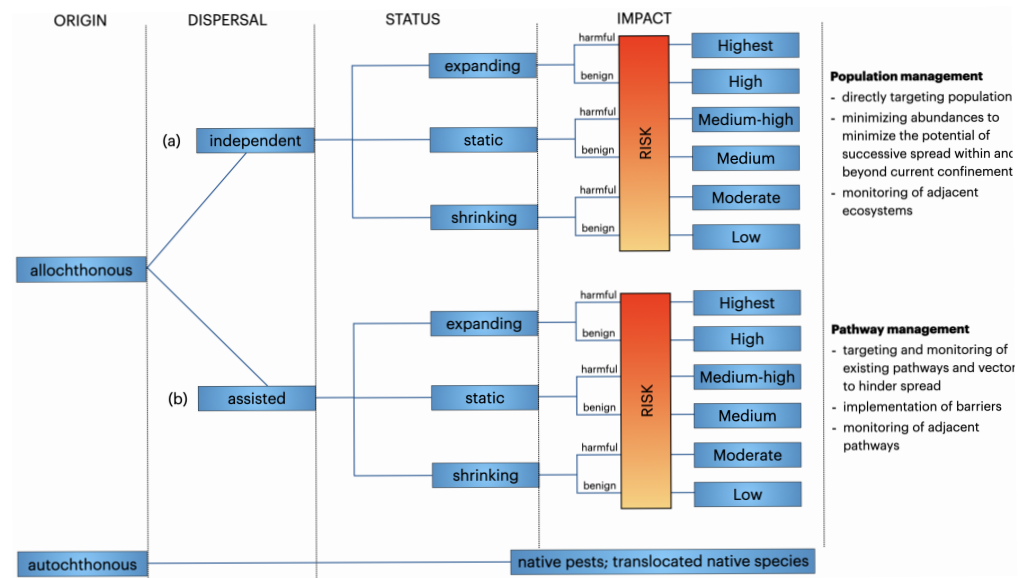 ORIGIN
DISPERSAL
STATUS
IMPACT
(a)
independent
expanding
harmful
benign
static
harmful
benign
shrinking
harmful
benign
RISK
Highest
High
Medium-high
Medium
Moderate
Low
Population management
- directly targeting population
- minimizing abundances to
minimize the potential of
successive spread within and
beyond current confinement
- monitoring of adjacent
ecosystems
allochthonous
(b)
assisted
expanding
harmful
benign
static
harmful
benign
shrinking
harmful
benign
RISK
Highest
High
Medium-high
Medium
Moderate
Low
Pathway management
- targeting and monitoring of
existing pathways and vector
to hinder spread
- implementation of barriers
- monitoring of adjacent
pathways
autochthonous
native pests; translocated native species